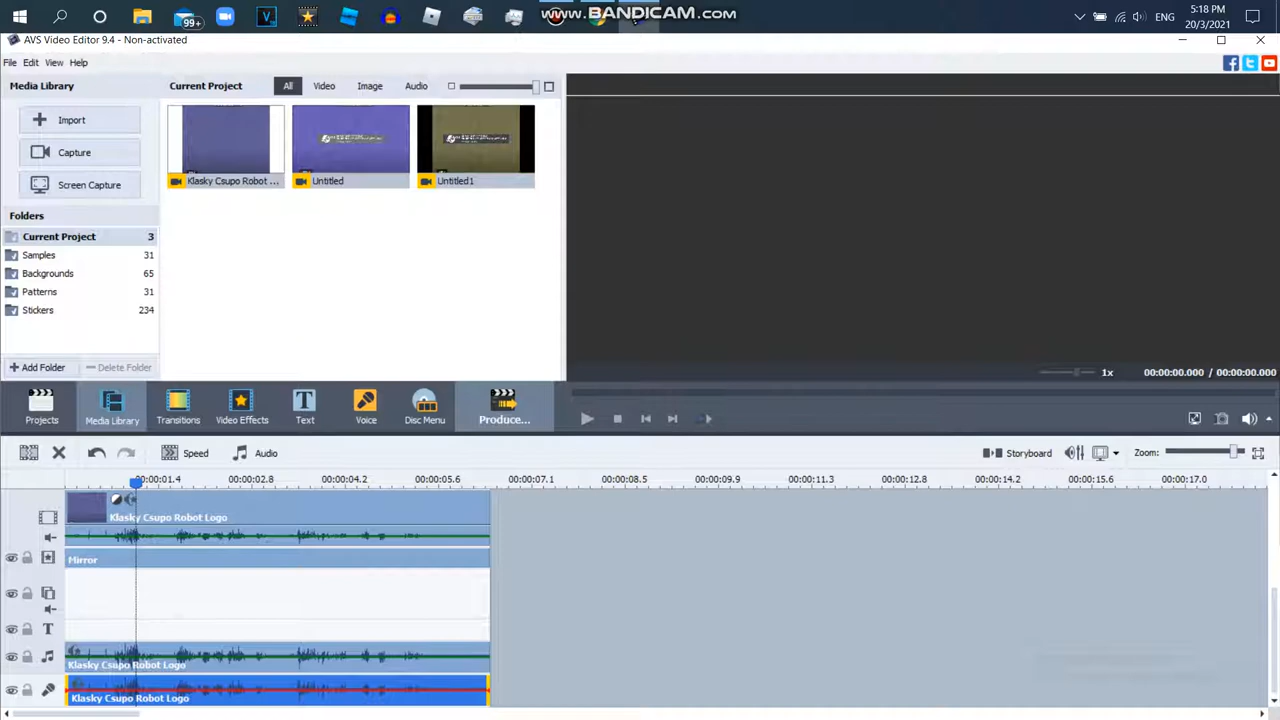 www.BANDICAM.com
99+
ENG
5:18 PM
20/3/2021
AVS Video Editor 9.4 - Non-activated
File Edit View Help
Media Library
Current Project
All Video Image Audio
Import
Capture
Screen Capture
Klasky Csupo Robot ...
Untitled
Untitled1
Folders
Current Project 3
Samples 31
Backgrounds 65
Patterns 31
Stickers 234
Add Folder
Delete Folder
1x
00:00:00.000 / 00:00:00.000
Projects
Media Library
Transitions
Video Effects
Text
Voice
Disc Menu
Produce...
Speed
Audio
Storyboard
Zoom:
00:00:01.4 00:00:02.8 00:00:04.2 00:00:05.6 00:00:07.1 00:00:08.5 00:00:09.9 00:00:11.3 00:00:12.8 00:00:14.2 00:00:15.6 00:00:17.0
Klasky Csupo Robot Logo
Mirror
T
Klasky Csupo Robot Logo
Klasky Csupo Robot Logo